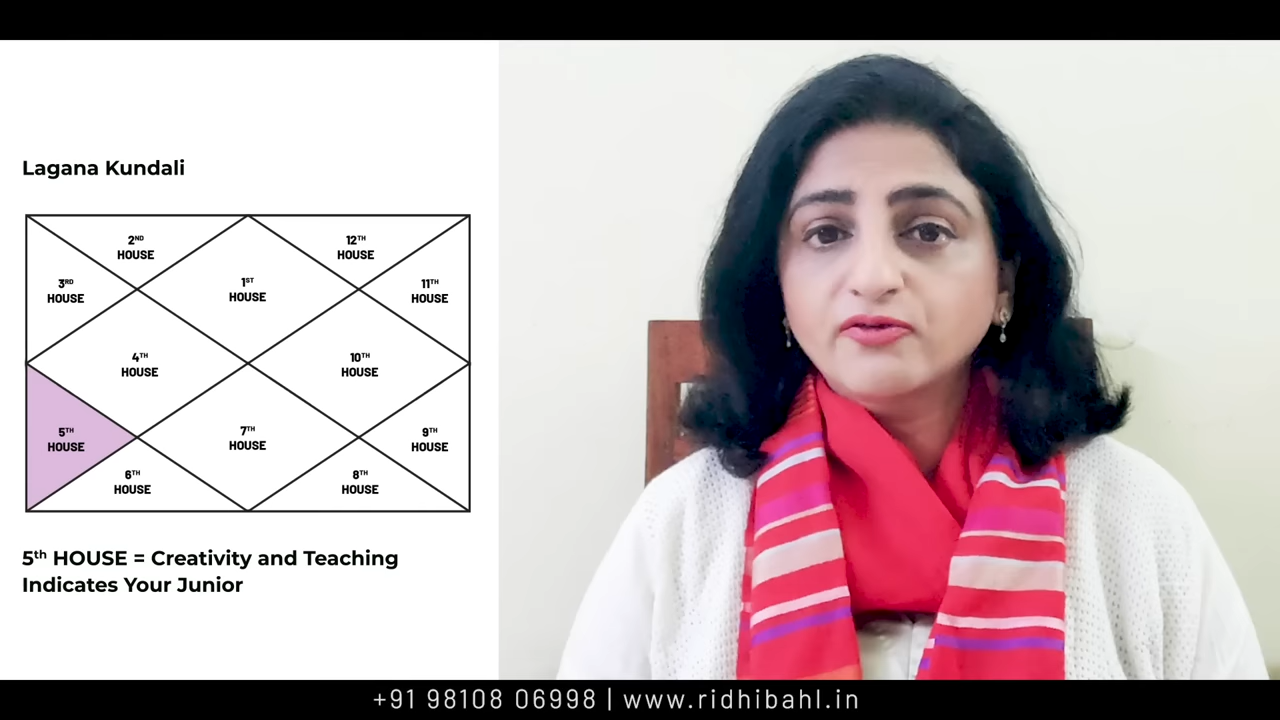 Lagana Kundali
2ND
HOUSE
12TH
HOUSE
3RD
HOUSE
1ST
HOUSE
11TH
HOUSE
4TH
HOUSE
10TH
HOUSE
5TH
HOUSE
7TH
HOUSE
9TH
HOUSE
6TH
HOUSE
8TH
HOUSE
5th HOUSE = Creativity and Teaching
Indicates Your Junior
+91 98108 06998 | www.ridhibahl.in